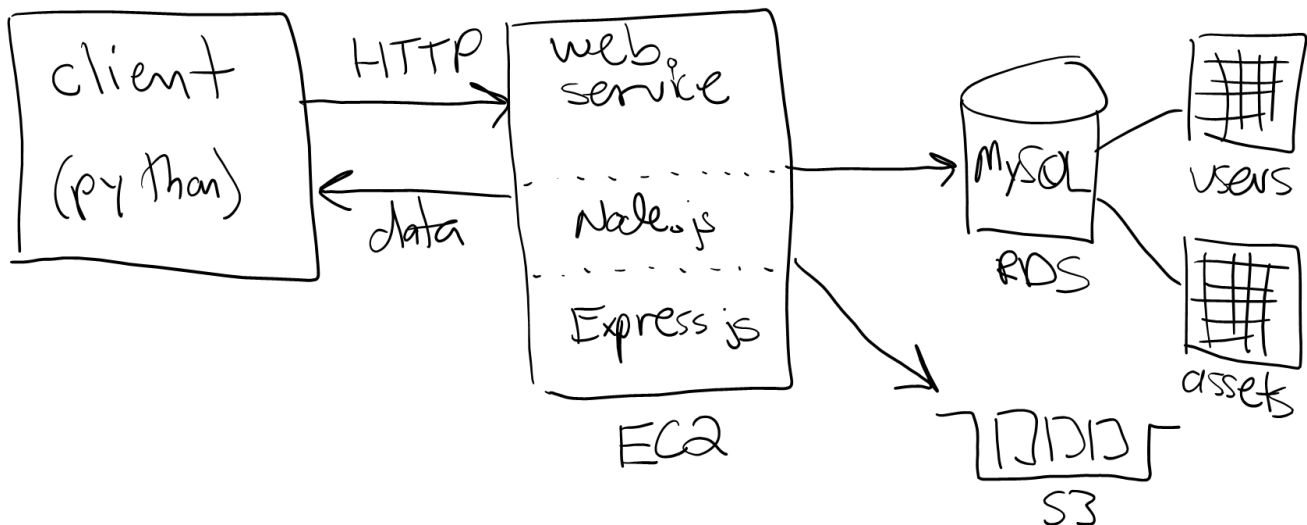 client
(python)
HTTP
data
web
service
Node.js
Express js
EC2
MySQL
RDS
users
assets
S3